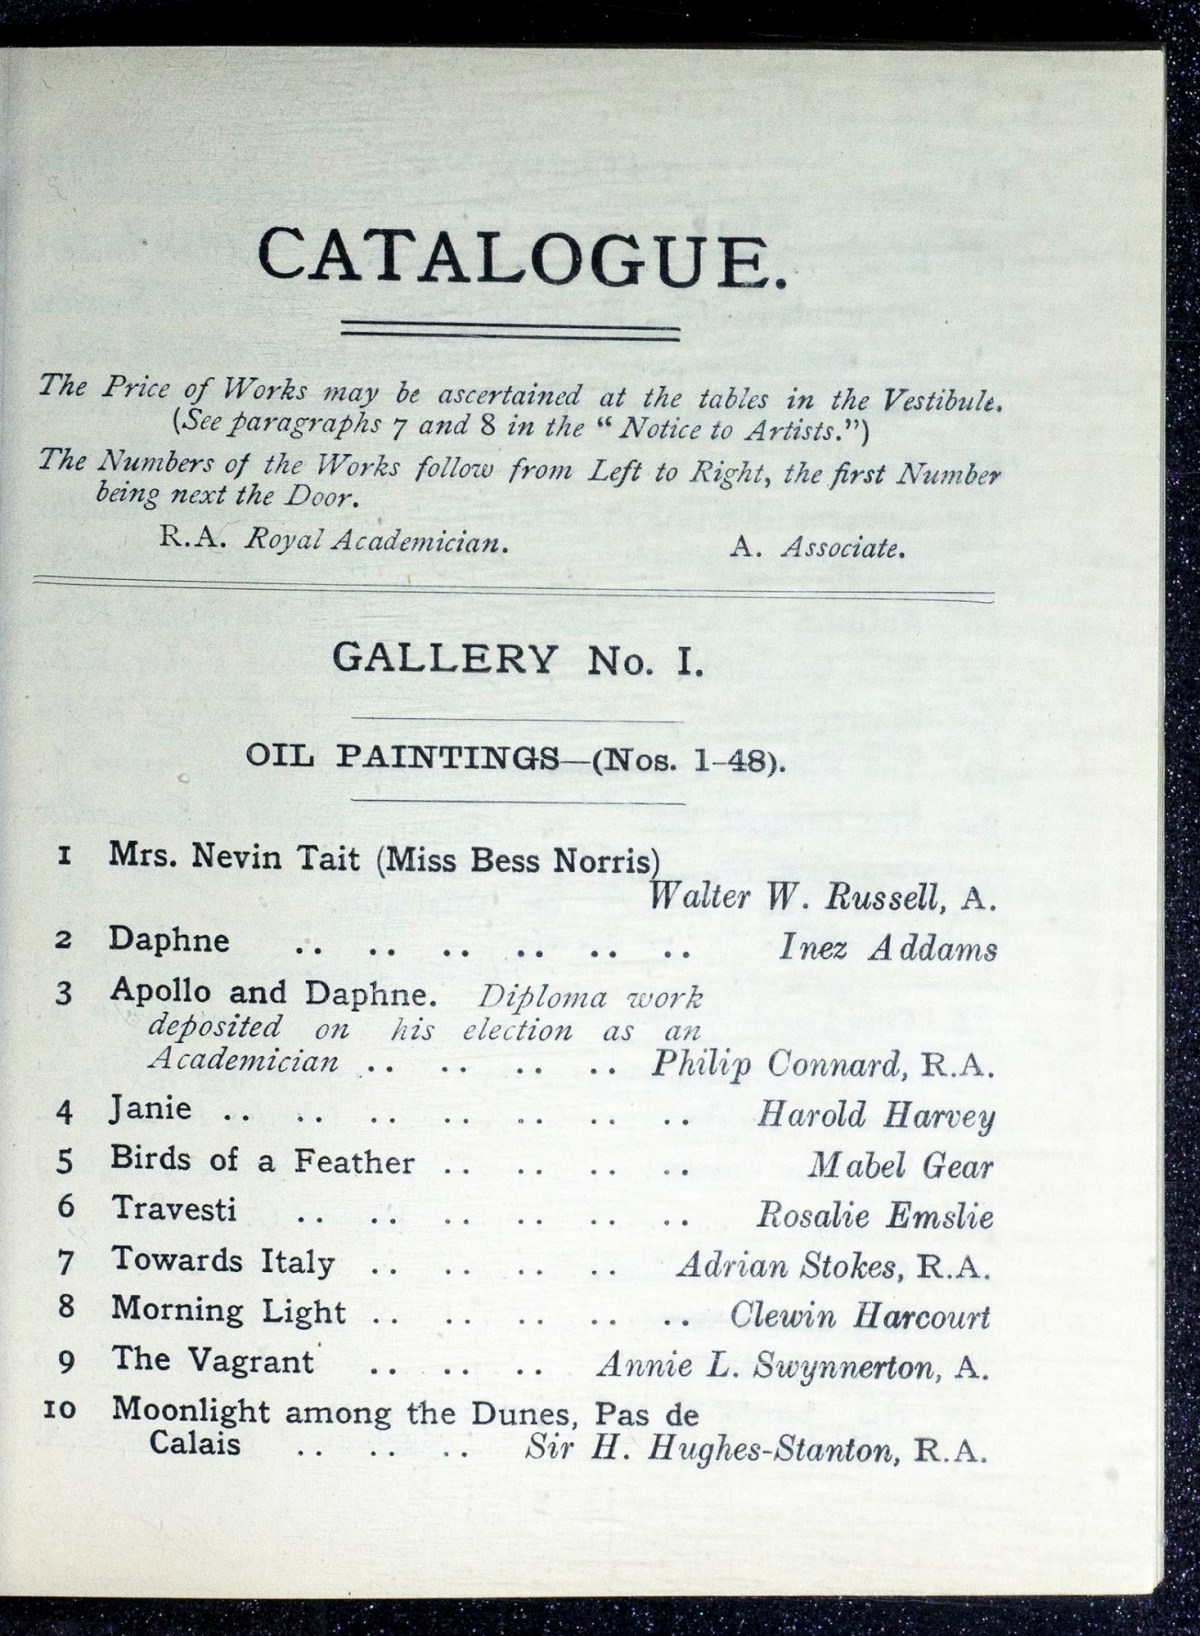 CATALOGUE.
The Price of Works may be ascertained at the tables in the Vestibule.
(See paragraphs 7 and 8 in the “ Notice to Artists.”)
The Numbers of the Works follow from Left to Right, the first Number
being next the Door.
R.A. Royal Academician. A. Associate.
GALLERY No. I.
OIL PAINTINGS—(Nos. 1–48).
1 Mrs. Nevin Tait (Miss Bess Norris)
Walter W. Russell, A.
2 Daphne .. .. .. .. .. .. Inez Addams
3 Apollo and Daphne. Diploma work
deposited on his election as an
Academician .. .. .. .. Philip Connard, R.A.
4 Janie .. .. .. .. .. .. .. Harold Harvey
5 Birds of a Feather .. .. .. .. Mabel Gear
6 Travesti .. .. .. .. .. .. Rosalie Emslie
7 Towards Italy .. .. .. .. Adrian Stokes, R.A.
8 Morning Light .. .. .. .. .. Clewin Harcourt
9 The Vagrant .. .. .. Annie L. Swynnerton, A.
10 Moonlight among the Dunes, Pas de
Calais .. .. .. Sir H. Hughes-Stanton, R.A.